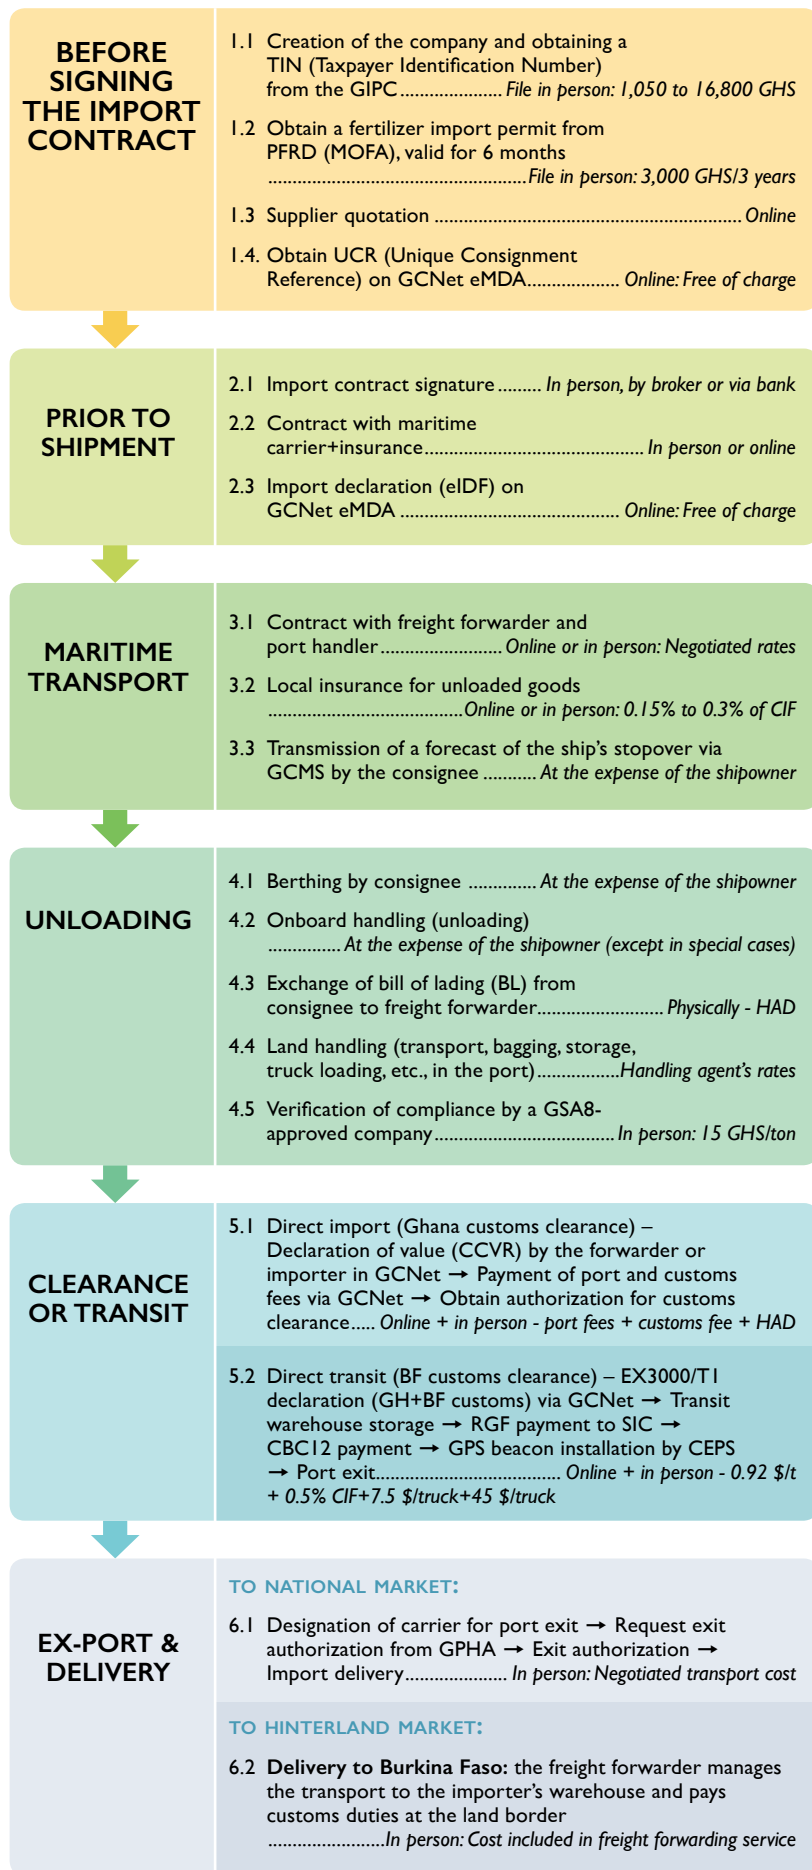 BEFORE
SIGNING
THE IMPORT
CONTRACT
1.1 Creation of the company and obtaining a
TIN (Taxpayer Identification Number)
from the GIPC...................... File in person: 1,050 to 16,800 GHS
1.2 Obtain a fertilizer import permit from
PFRD (MOFA), valid for 6 months
........................................................File in person: 3,000 GHS/3 years
1.3 Supplier quotation .................................................................... Online
1.4. Obtain UCR (Unique Consignment
Reference) on GCNet eMDA.................... Online: Free of charge
PRIOR TO
SHIPMENT
2.1 Import contract signature ......... In person, by broker or via bank
2.2 Contract with maritime
carrier+insurance................................................ In person or online
2.3 Import declaration (eIDF) on
GCNet eMDA ................................................ Online: Free of charge
MARITIME
TRANSPORT
3.1 Contract with freight forwarder and
port handler.......................... Online or in person: Negotiated rates
3.2 Local insurance for unloaded goods
..........................................Online or in person: 0.15% to 0.3% of CIF
3.3 Transmission of a forecast of the ship's stopover via
GCMS by the consignee ........... At the expense of the shipowner
UNLOADING
4.1 Berthing by consignee .............. At the expense of the shipowner
4.2 Onboard handling (unloading)
............... At the expense of the shipowner (except in special cases)
4.3 Exchange of bill of lading (BL) from
consignee to freight forwarder........................... Physically - HAD
4.4 Land handling (transport, bagging, storage,
truck loading, etc., in the port)..................Handling agent's rates
4.5 Verification of compliance by a GSA8-
approved company....................................... In person: 15 GHS/ton
CLEARANCE
OR TRANSIT
5.1 Direct import (Ghana customs clearance) –
Declaration of value (CCVR) by the forwarder or
importer in GCNet → Payment of port and customs
fees via GCNet → Obtain authorization for customs
clearance..... Online + in person - port fees + customs fee + HAD
5.2 Direct transit (BF customs clearance) – EX3000/T1
declaration (GH+BF customs) via GCNet → Transit
warehouse storage → RGF payment to SIC →
CBC12 payment → GPS beacon installation by CEPS
→ Port exit........................................ Online + in person - 0.92 $/t
+ 0.5% CIF+7.5 $/truck+45 $/truck
EX-PORT &
DELIVERY
TO NATIONAL MARKET:
6.1 Designation of carrier for port exit → Request exit
authorization from GPHA → Exit authorization →
Import delivery...................... In person: Negotiated transport cost
TO HINTERLAND MARKET:
6.2 Delivery to Burkina Faso: the freight forwarder manages
the transport to the importer's warehouse and pays
customs duties at the land border
........................In person: Cost included in freight forwarding service